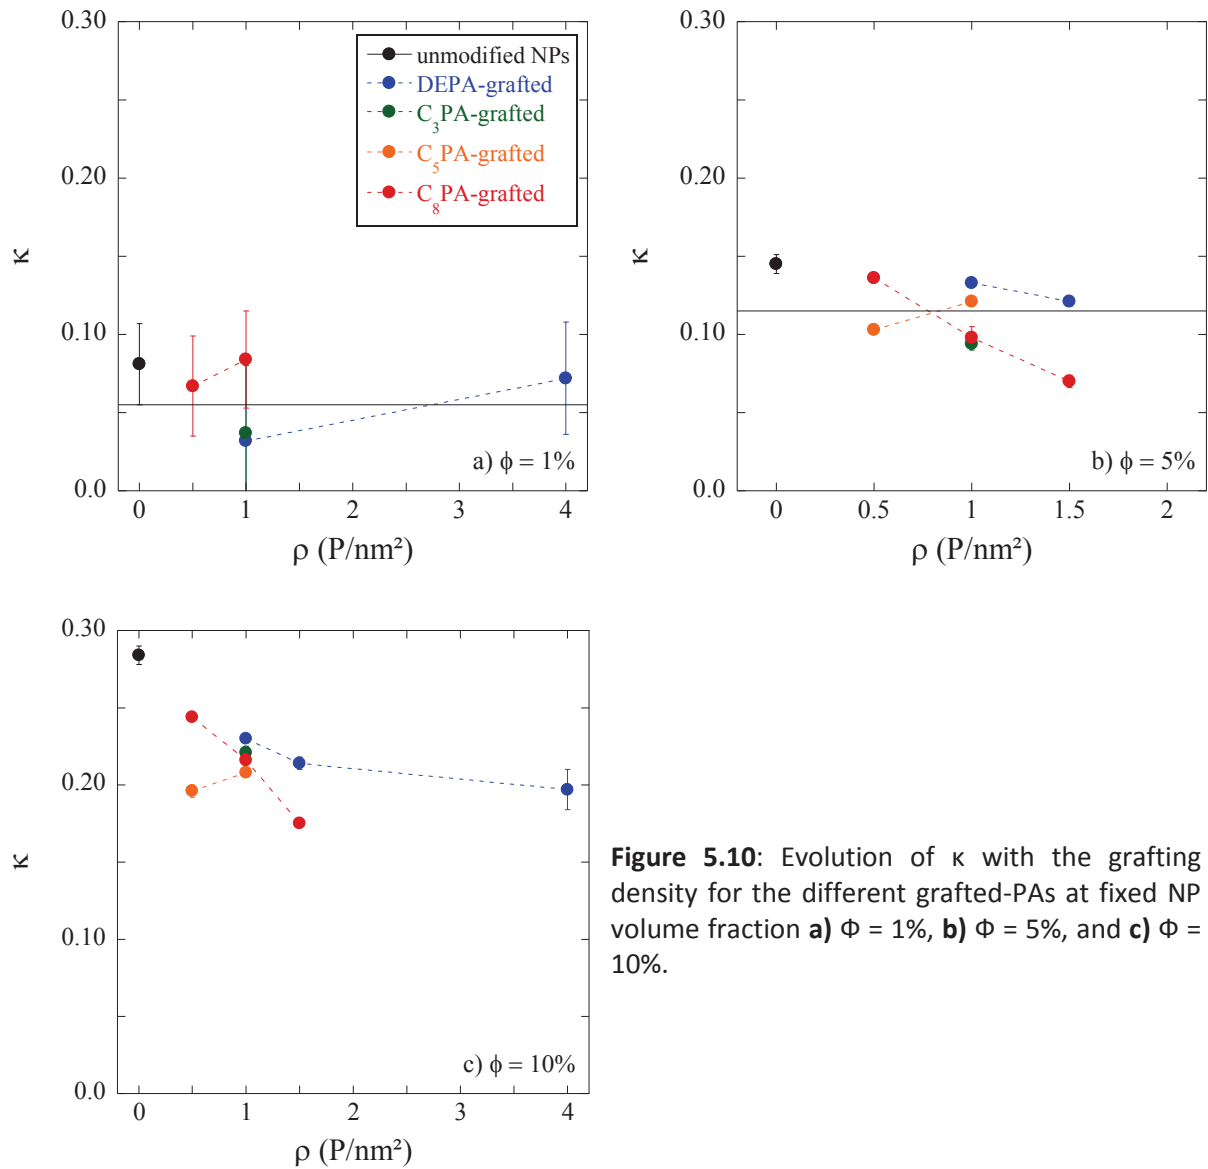 0.30
0.20
0.10
0.0
κ
unmodified NPs
DEPA-grafted
C3PA-grafted
C5PA-grafted
C8PA-grafted
a) ϕ = 1%
0 1 2 3 4
ρ (P/nm²)
0.30
0.20
0.10
0.0
κ
b) ϕ = 5%
0 0.5 1 1.5 2
ρ (P/nm²)
0.30
0.20
0.10
0.0
κ
c) ϕ = 10%
0 1 2 3 4
ρ (P/nm²)
Figure 5.10: Evolution of κ with the grafting
density for the different grafted-PAs at fixed NP
volume fraction a) Φ = 1%, b) Φ = 5%, and c) Φ =
10%.